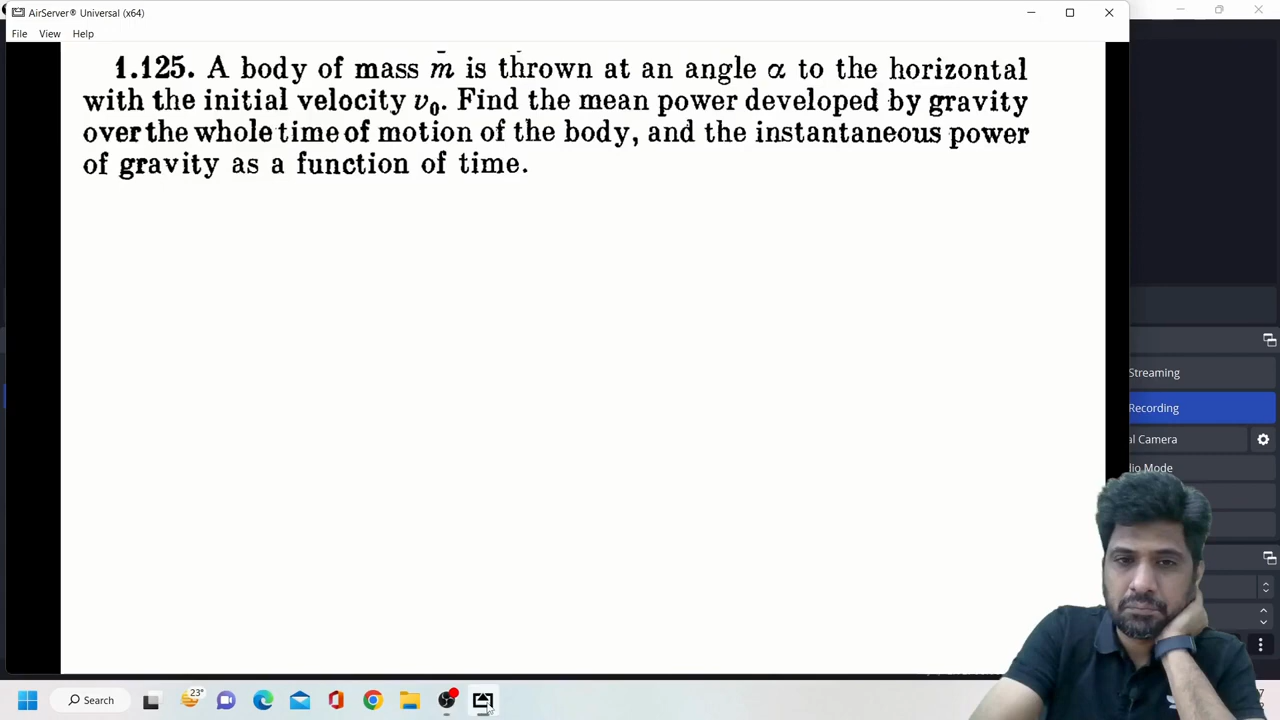 AirServer® Universal (x64)
File View Help
1.125. A body of mass m is thrown at an angle α to the horizontal
with the initial velocity v₀. Find the mean power developed by gravity
over the whole time of motion of the body, and the instantaneous power
of gravity as a function of time.
Streaming
Recording
al Camera
dio Mode
23°
Search